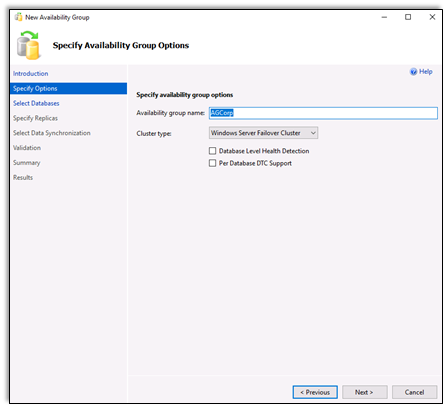 New Availability Group
Specify Availability Group Options
Introduction
Help
Specify Options
Select Databases
Specify Replicas
Select Data Synchronization
Validation
Summary
Results
Specify availability group options
Availability group name: AGCorp
Cluster type: Windows Server Failover Cluster
Database Level Health Detection
Per Database DTC Support
< Previous Next > Cancel